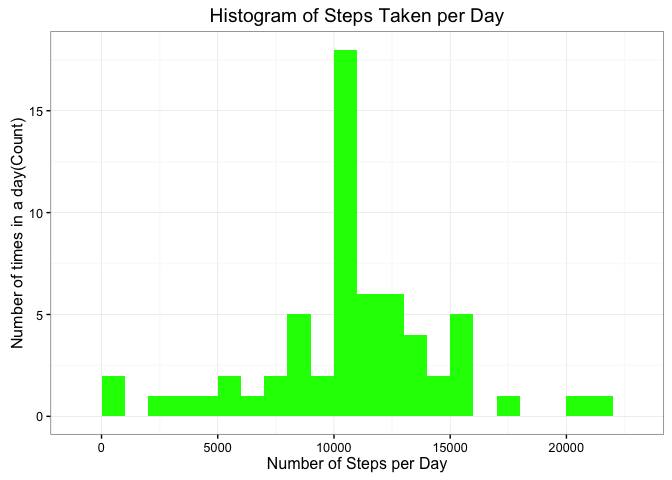 Histogram of Steps Taken per Day
Number of times in a day(Count)
15
10
5
0
0 5000 10000 15000 20000
Number of Steps per Day